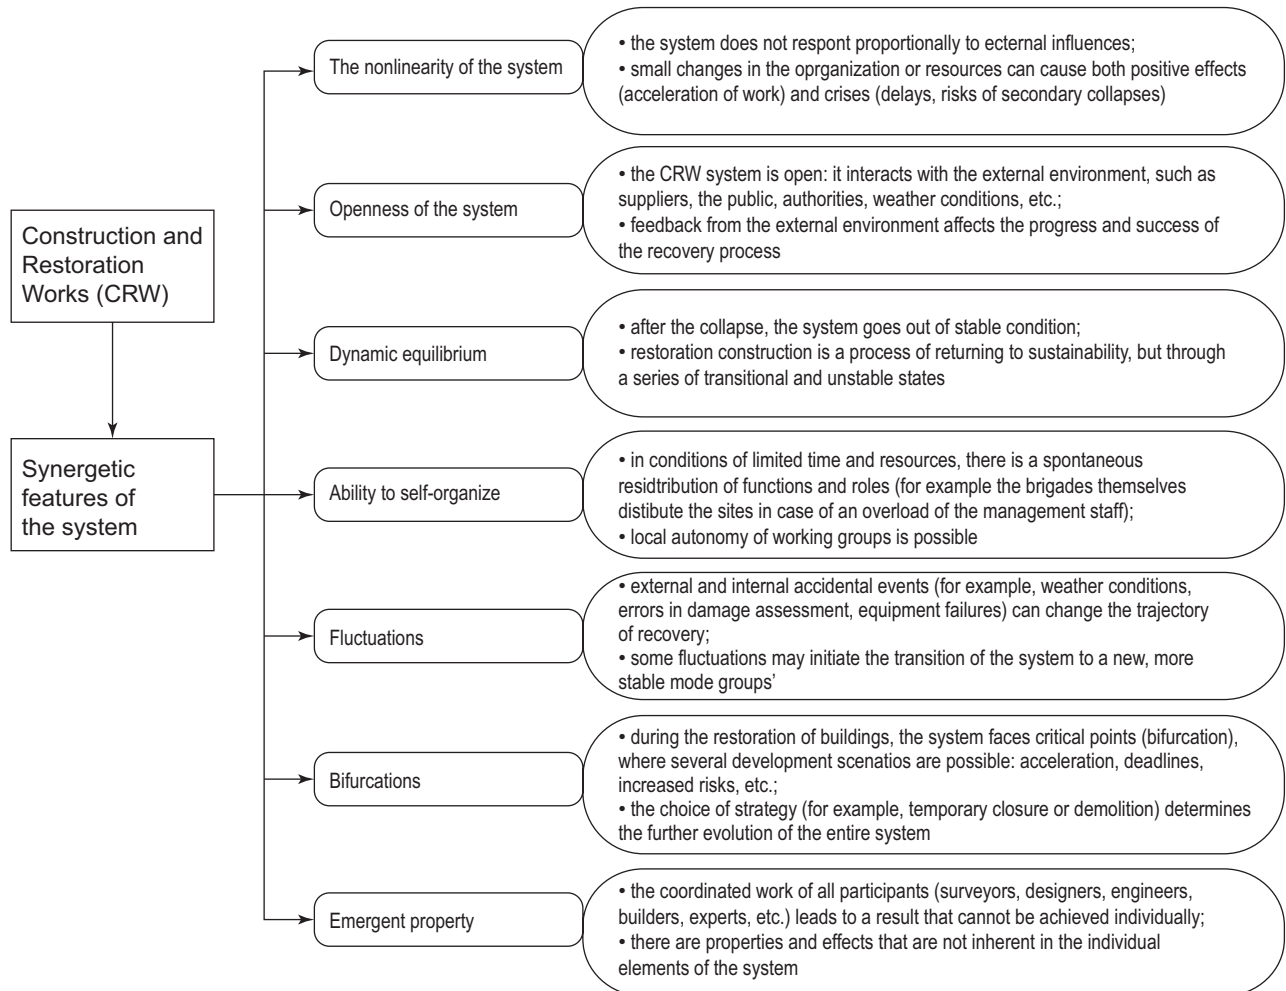 Construction and
Restoration
Works (CRW)
Synergetic
features of
the system
The nonlinearity of the system
• the system does not respont proportionally to ecternal influences;
• small changes in the oprganization or resources can cause both positive effects
(acceleration of work) and crises (delays, risks of secondary collapses)
Openness of the system
• the CRW system is open: it interacts with the external environment, such as
suppliers, the public, authorities, weather conditions, etc.;
• feedback from the external environment affects the progress and success of
the recovery process
Dynamic equilibrium
• after the collapse, the system goes out of stable condition;
• restoration construction is a process of returning to sustainability, but through
a series of transitional and unstable states
Ability to self-organize
• in conditions of limited time and resources, there is a spontaneous
residtribution of functions and roles (for example the brigades themselves
distibute the sites in case of an overload of the management staff);
• local autonomy of working groups is possible
Fluctuations
• external and internal accidental events (for example, weather conditions,
errors in damage assessment, equipment failures) can change the trajectory
of recovery;
• some fluctuations may initiate the transition of the system to a new, more
stable mode groups’
Bifurcations
• during the restoration of buildings, the system faces critical points (bifurcation),
where several development scenatios are possible: acceleration, deadlines,
increased risks, etc.;
• the choice of strategy (for example, temporary closure or demolition) determines
the further evolution of the entire system
Emergent property
• the coordinated work of all participants (surveyors, designers, engineers,
builders, experts, etc.) leads to a result that cannot be achieved individually;
• there are properties and effects that are not inherent in the individual
elements of the system